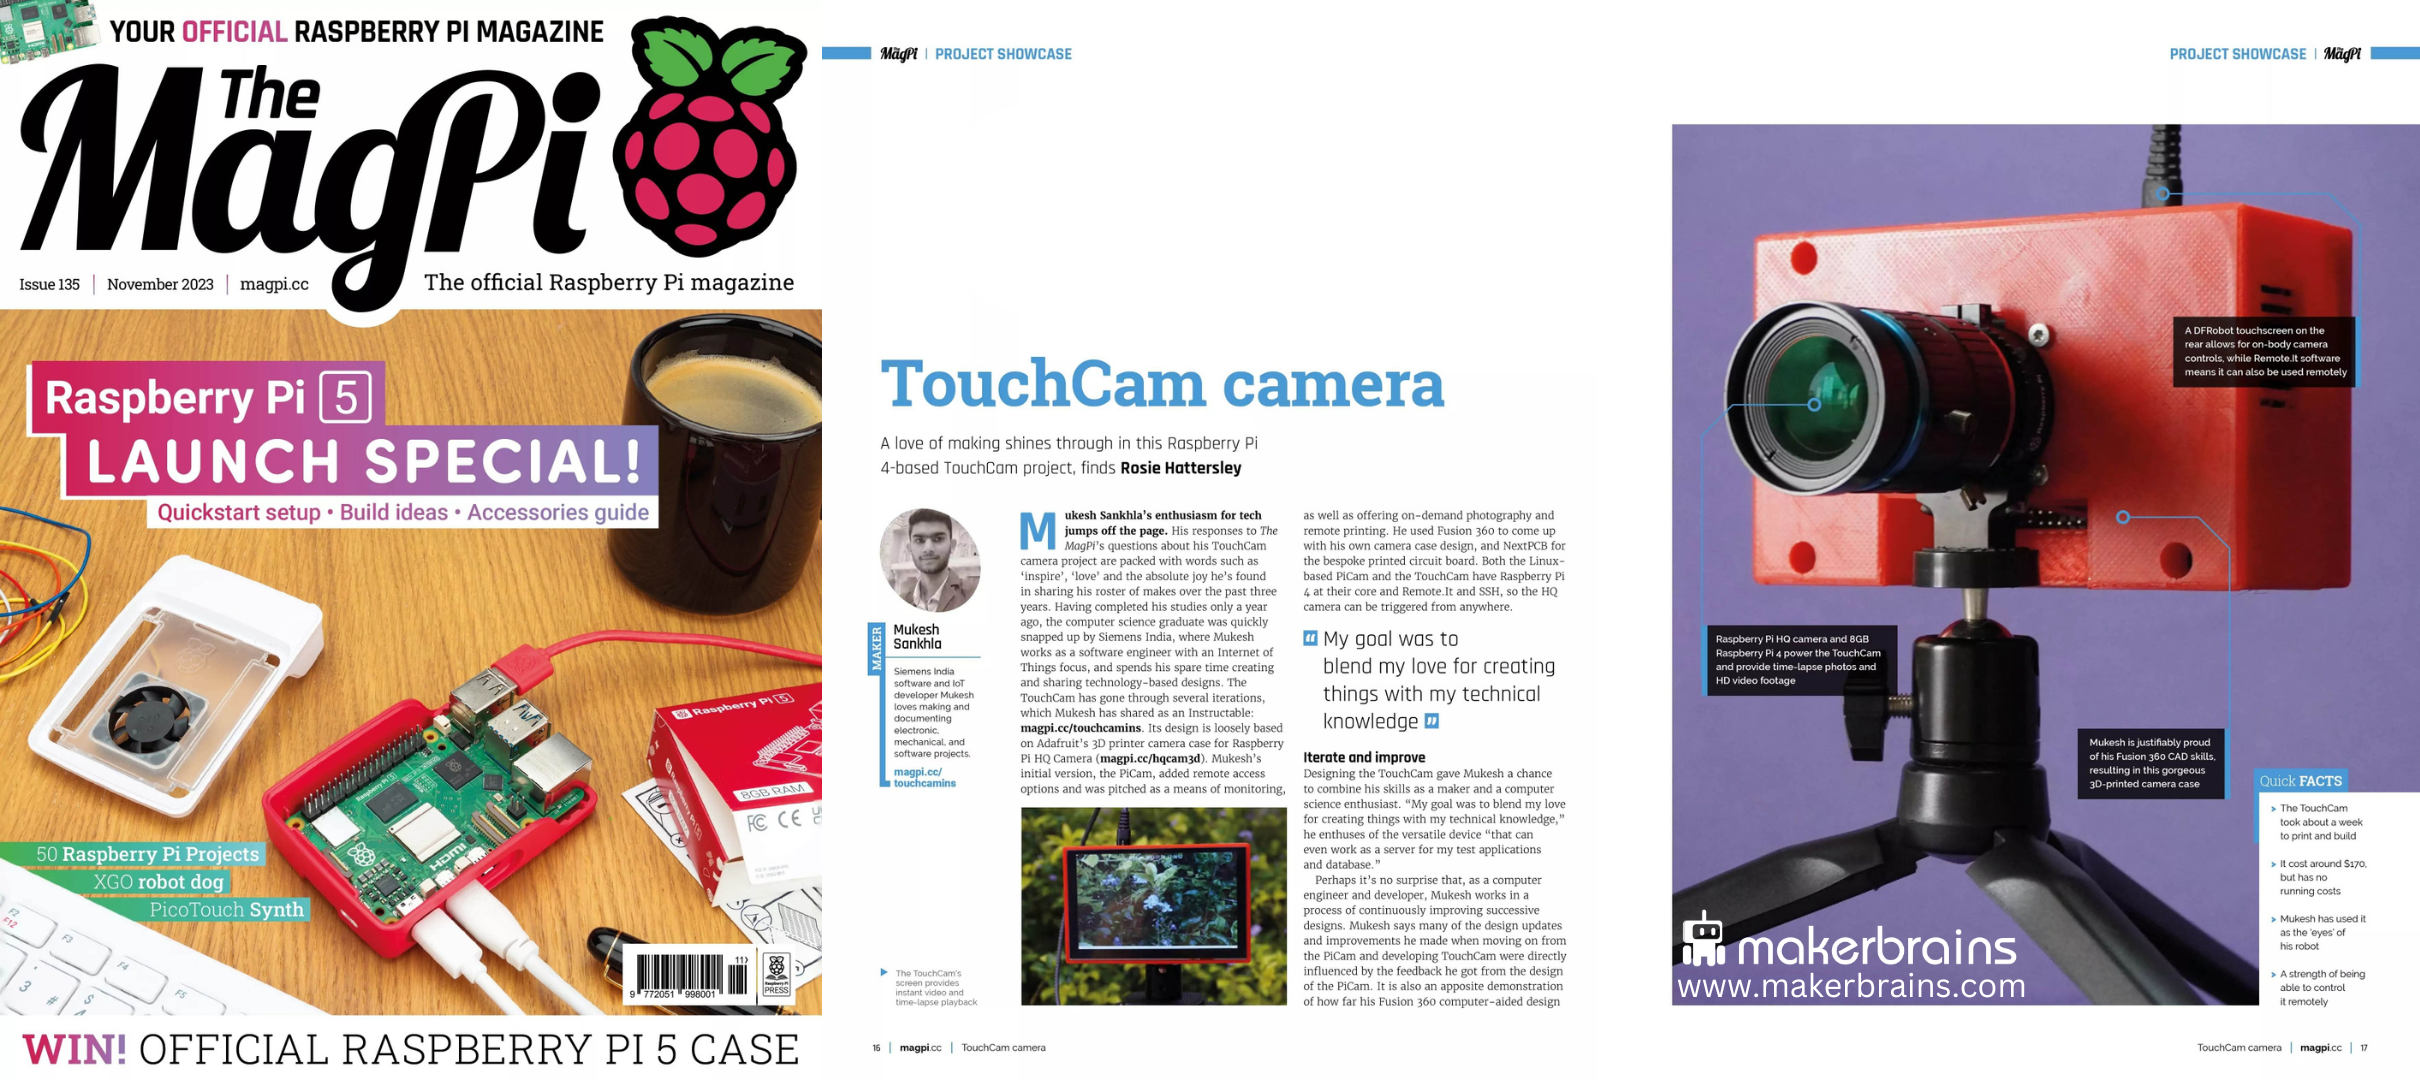 YOUR OFFICIAL RASPBERRY PI MAGAZINE
The
MagPi
Issue 135 | November 2023 | magpi.cc
The official Raspberry Pi magazine
Raspberry Pi 5
LAUNCH SPECIAL!
Quickstart setup • Build ideas • Accessories guide
Raspberry Pi 5
8GB RAM
HDMI
50 Raspberry Pi Projects
XGO robot dog
PicoTouch Synth
F2
F12
F3
F4
F5
3
#
$
11>
9 772051 998001
Raspberry Pi
PRESS
WIN! OFFICIAL RASPBERRY PI 5 CASE
MagPi | PROJECT SHOWCASE
TouchCam camera
A love of making shines through in this Raspberry Pi
4-based TouchCam project, finds Rosie Hattersley
MAKER
Mukesh
Sankhla
Siemens India
software and IoT
developer Mukesh
loves making and
documenting
electronic,
mechanical, and
software projects.
magpi.cc/
touchcamins
Mukesh Sankhla's enthusiasm for tech
jumps off the page. His responses to The
MagPi's questions about his TouchCam
camera project are packed with words such as
'inspire', 'love' and the absolute joy he's found
in sharing his roster of makes over the past three
years. Having completed his studies only a year
ago, the computer science graduate was quickly
snapped up by Siemens India, where Mukesh
works as a software engineer with an Internet of
Things focus, and spends his spare time creating
and sharing technology-based designs. The
TouchCam has gone through several iterations,
which Mukesh has shared as an Instructable:
magpi.cc/touchcamins. Its design is loosely based
on Adafruit's 3D printer camera case for Raspberry
Pi HQ Camera (magpi.cc/hqcam3d). Mukesh's
initial version, the PiCam, added remote access
options and was pitched as a means of monitoring,
The TouchCam's
screen provides
instant video and
time-lapse playback
as well as offering on-demand photography and
remote printing. He used Fusion 360 to come up
with his own camera case design, and NextPCB for
the bespoke printed circuit board. Both the Linux-
based PiCam and the TouchCam have Raspberry Pi
4 at their core and Remote.It and SSH, so the HQ
camera can be triggered from anywhere.
" My goal was to
blend my love for creating
things with my technical
knowledge "
Iterate and improve
Designing the TouchCam gave Mukesh a chance
to combine his skills as a maker and a computer
science enthusiast. "My goal was to blend my love
for creating things with my technical knowledge,"
he enthuses of the versatile device "that can
even work as a server for my test applications
and database."
Perhaps it's no surprise that, as a computer
engineer and developer, Mukesh works in a
process of continuously improving successive
designs. Mukesh says many of the design updates
and improvements he made when moving on from
the PiCam and developing TouchCam were directly
influenced by the feedback he got from the design
of the PiCam. It is also an apposite demonstration
of how far his Fusion 360 computer-aided design
16 | magpi.cc | TouchCam camera
PROJECT SHOWCASE | MagPi
A DFRobot touchscreen on the
rear allows for on-body camera
controls, while Remote.It software
means it can also be used remotely
Raspberry Pi HQ camera and 8GB
Raspberry Pi 4 power the TouchCam
and provide time-lapse photos and
HD video footage
Mukesh is justifiably proud
of his Fusion 360 CAD skills,
resulting in this gorgeous
3D-printed camera case
Quick FACTS
> The TouchCam
took about a week
to print and build
> It cost around $170,
but has no
running costs
> Mukesh has used it
as the 'eyes' of
his robot
> A strength of being
able to control
it remotely
makerbrains
www.makerbrains.com
TouchCam camera | magpi.cc | 17